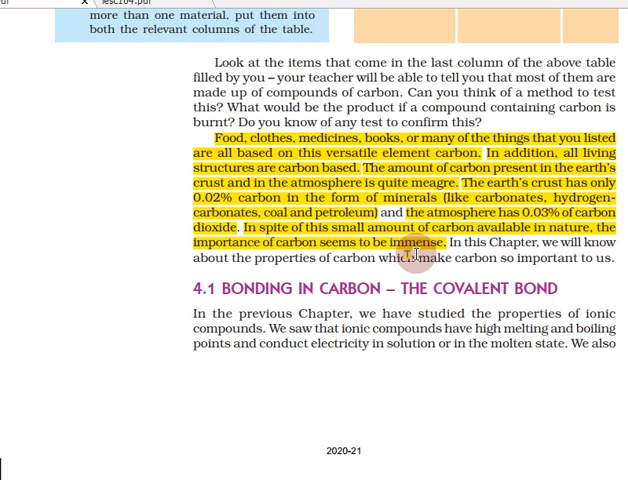 lesc104.pdf
more than one material, put them into
both the relevant columns of the table.
Look at the items that come in the last column of the above table
filled by you – your teacher will be able to tell you that most of them are
made up of compounds of carbon. Can you think of a method to test
this? What would be the product if a compound containing carbon is
burnt? Do you know of any test to confirm this?
Food, clothes, medicines, books, or many of the things that you listed
are all based on this versatile element carbon. In addition, all living
structures are carbon based. The amount of carbon present in the earth's
crust and in the atmosphere is quite meagre. The earth's crust has only
0.02% carbon in the form of minerals (like carbonates, hydrogen-
carbonates, coal and petroleum) and the atmosphere has 0.03% of carbon
dioxide. In spite of this small amount of carbon available in nature, the
importance of carbon seems to be immense. In this Chapter, we will know
about the properties of carbon which make carbon so important to us.
4.1 BONDING IN CARBON – THE COVALENT BOND
In the previous Chapter, we have studied the properties of ionic
compounds. We saw that ionic compounds have high melting and boiling
points and conduct electricity in solution or in the molten state. We also
2020-21